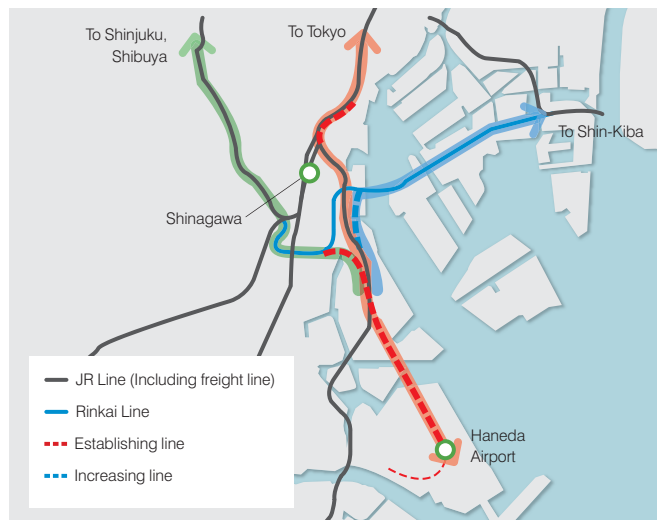 To Shinjuku,
Shibuya
To Tokyo
To Shin-Kiba
Shinagawa
JR Line (Including freight line)
Rinkai Line
Establishing line
Increasing line
Haneda
Airport